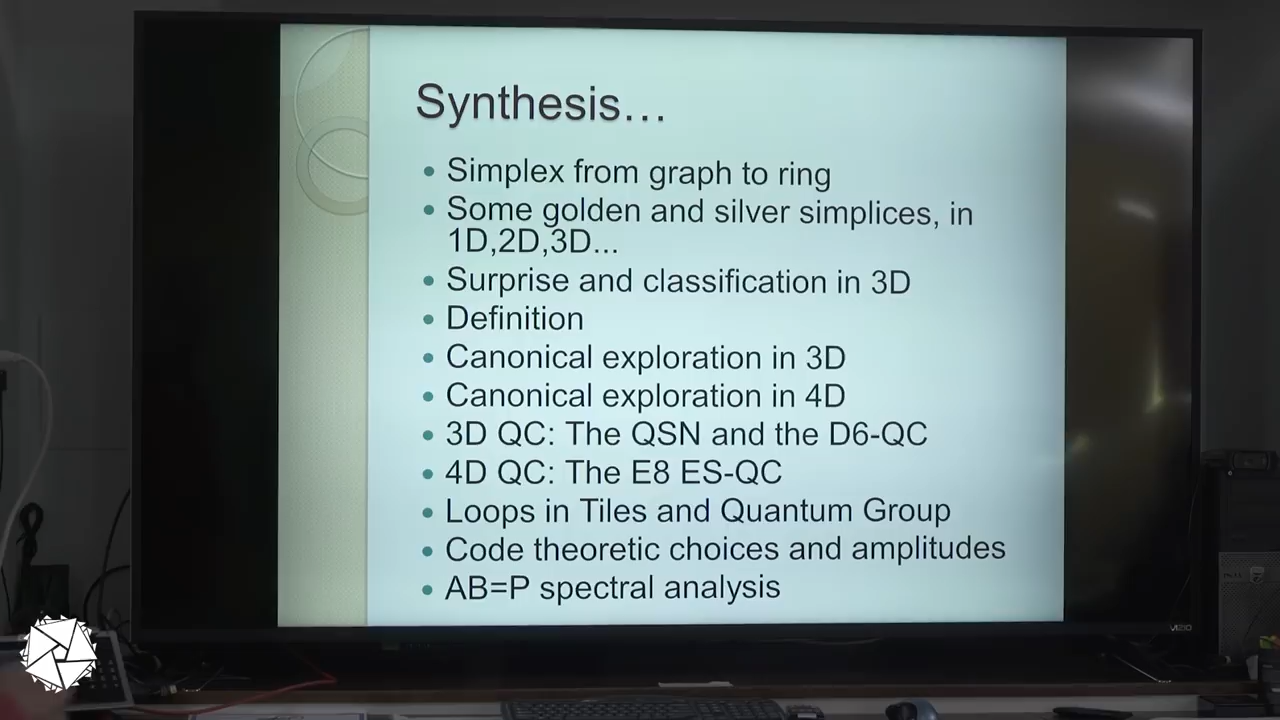 Synthesis...
• Simplex from graph to ring
• Some golden and silver simplices, in
1D,2D,3D...
• Surprise and classification in 3D
• Definition
• Canonical exploration in 3D
• Canonical exploration in 4D
• 3D QC: The QSN and the D6-QC
• 4D QC: The E8 ES-QC
• Loops in Tiles and Quantum Group
• Code theoretic choices and amplitudes
• AB=P spectral analysis
VIZIO